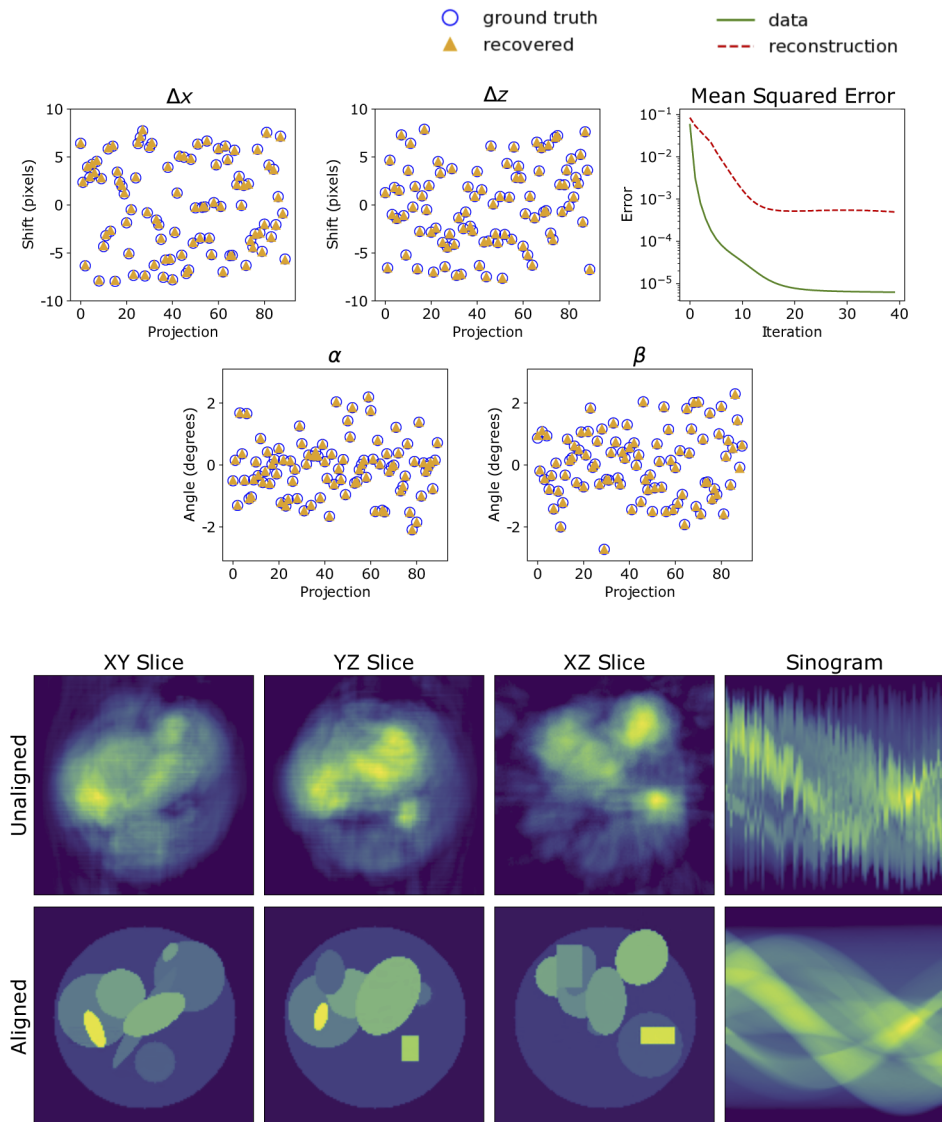 ground truth
recovered
data
reconstruction
Δx
Δz
Mean Squared Error
10
5
0
-5
-10
Shift (pixels)
0 20 40 60 80
Projection
10
5
0
-5
-10
Shift (pixels)
0 20 40 60 80
Projection
10⁻¹
10⁻²
10⁻³
10⁻⁴
10⁻⁵
Error
0 10 20 30 40
Iteration
α
β
2
0
-2
Angle (degrees)
0 20 40 60 80
Projection
2
0
-2
Angle (degrees)
0 20 40 60 80
Projection
XY Slice
YZ Slice
XZ Slice
Sinogram
Unaligned
Aligned